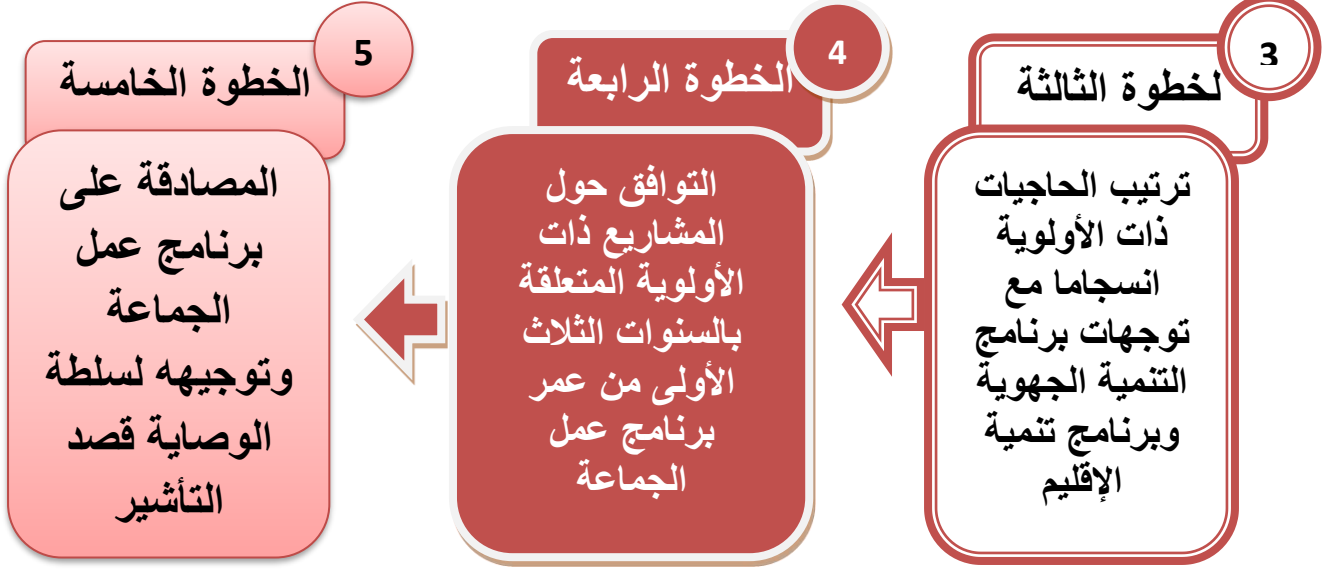 3
لخطوة الثالثة
ترتيب الحاجيات
ذات الأولوية
انسجاما مع
توجهات برنامج
التنمية الجهوية
وبرنامج تنمية
الإقليم
4
الخطوة الرابعة
التوافق حول
المشاريع ذات
الأولوية المتعلقة
بالسنوات الثلاث
الأولى من عمر
برنامج عمل
الجماعة
5
الخطوة الخامسة
المصادقة على
برنامج عمل
الجماعة
وتوجيهه لسلطة
الوصاية قصد
التأشير